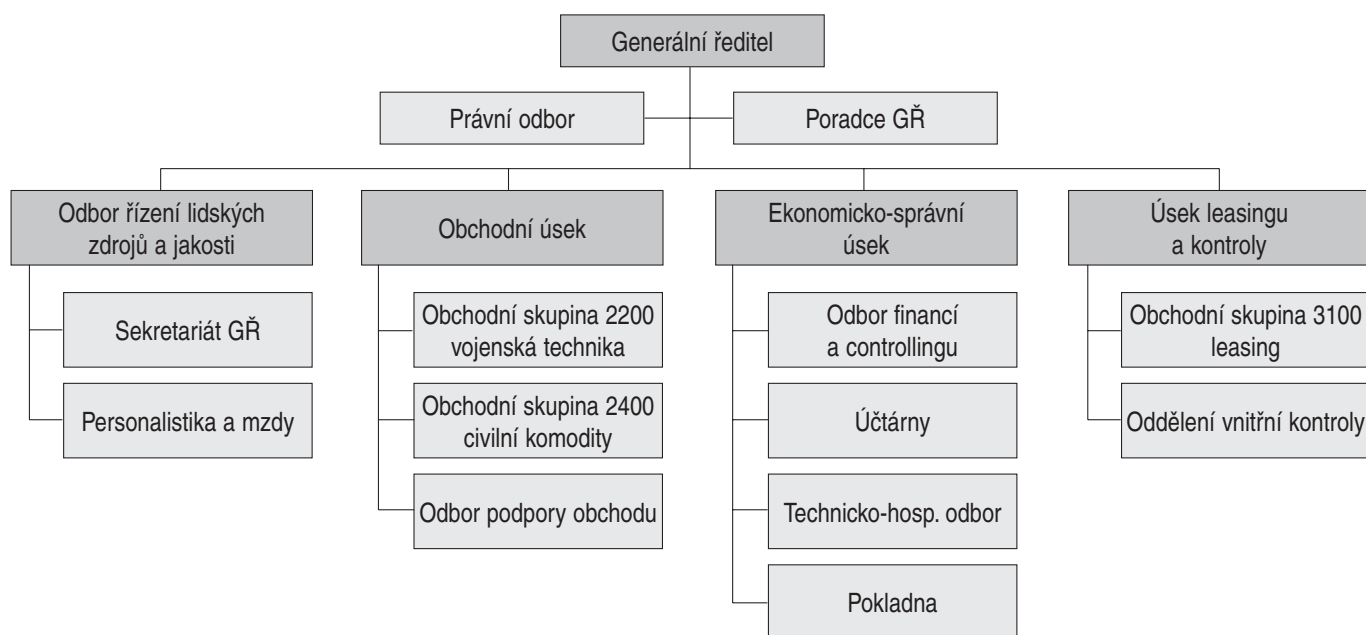 Generální ředitel
Právní odbor
Poradce GŘ
Odbor řízení lidských
zdrojů a jakosti
Sekretariát GŘ
Personalistika a mzdy
Obchodní úsek
Obchodní skupina 2200
vojenská technika
Obchodní skupina 2400
civilní komodity
Odbor podpory obchodu
Ekonomicko-správní
úsek
Odbor financí
a controllingu
Účtárny
Technicko-hosp. odbor
Pokladna
Úsek leasingu
a kontroly
Obchodní skupina 3100
leasing
Oddělení vnitřní kontroly